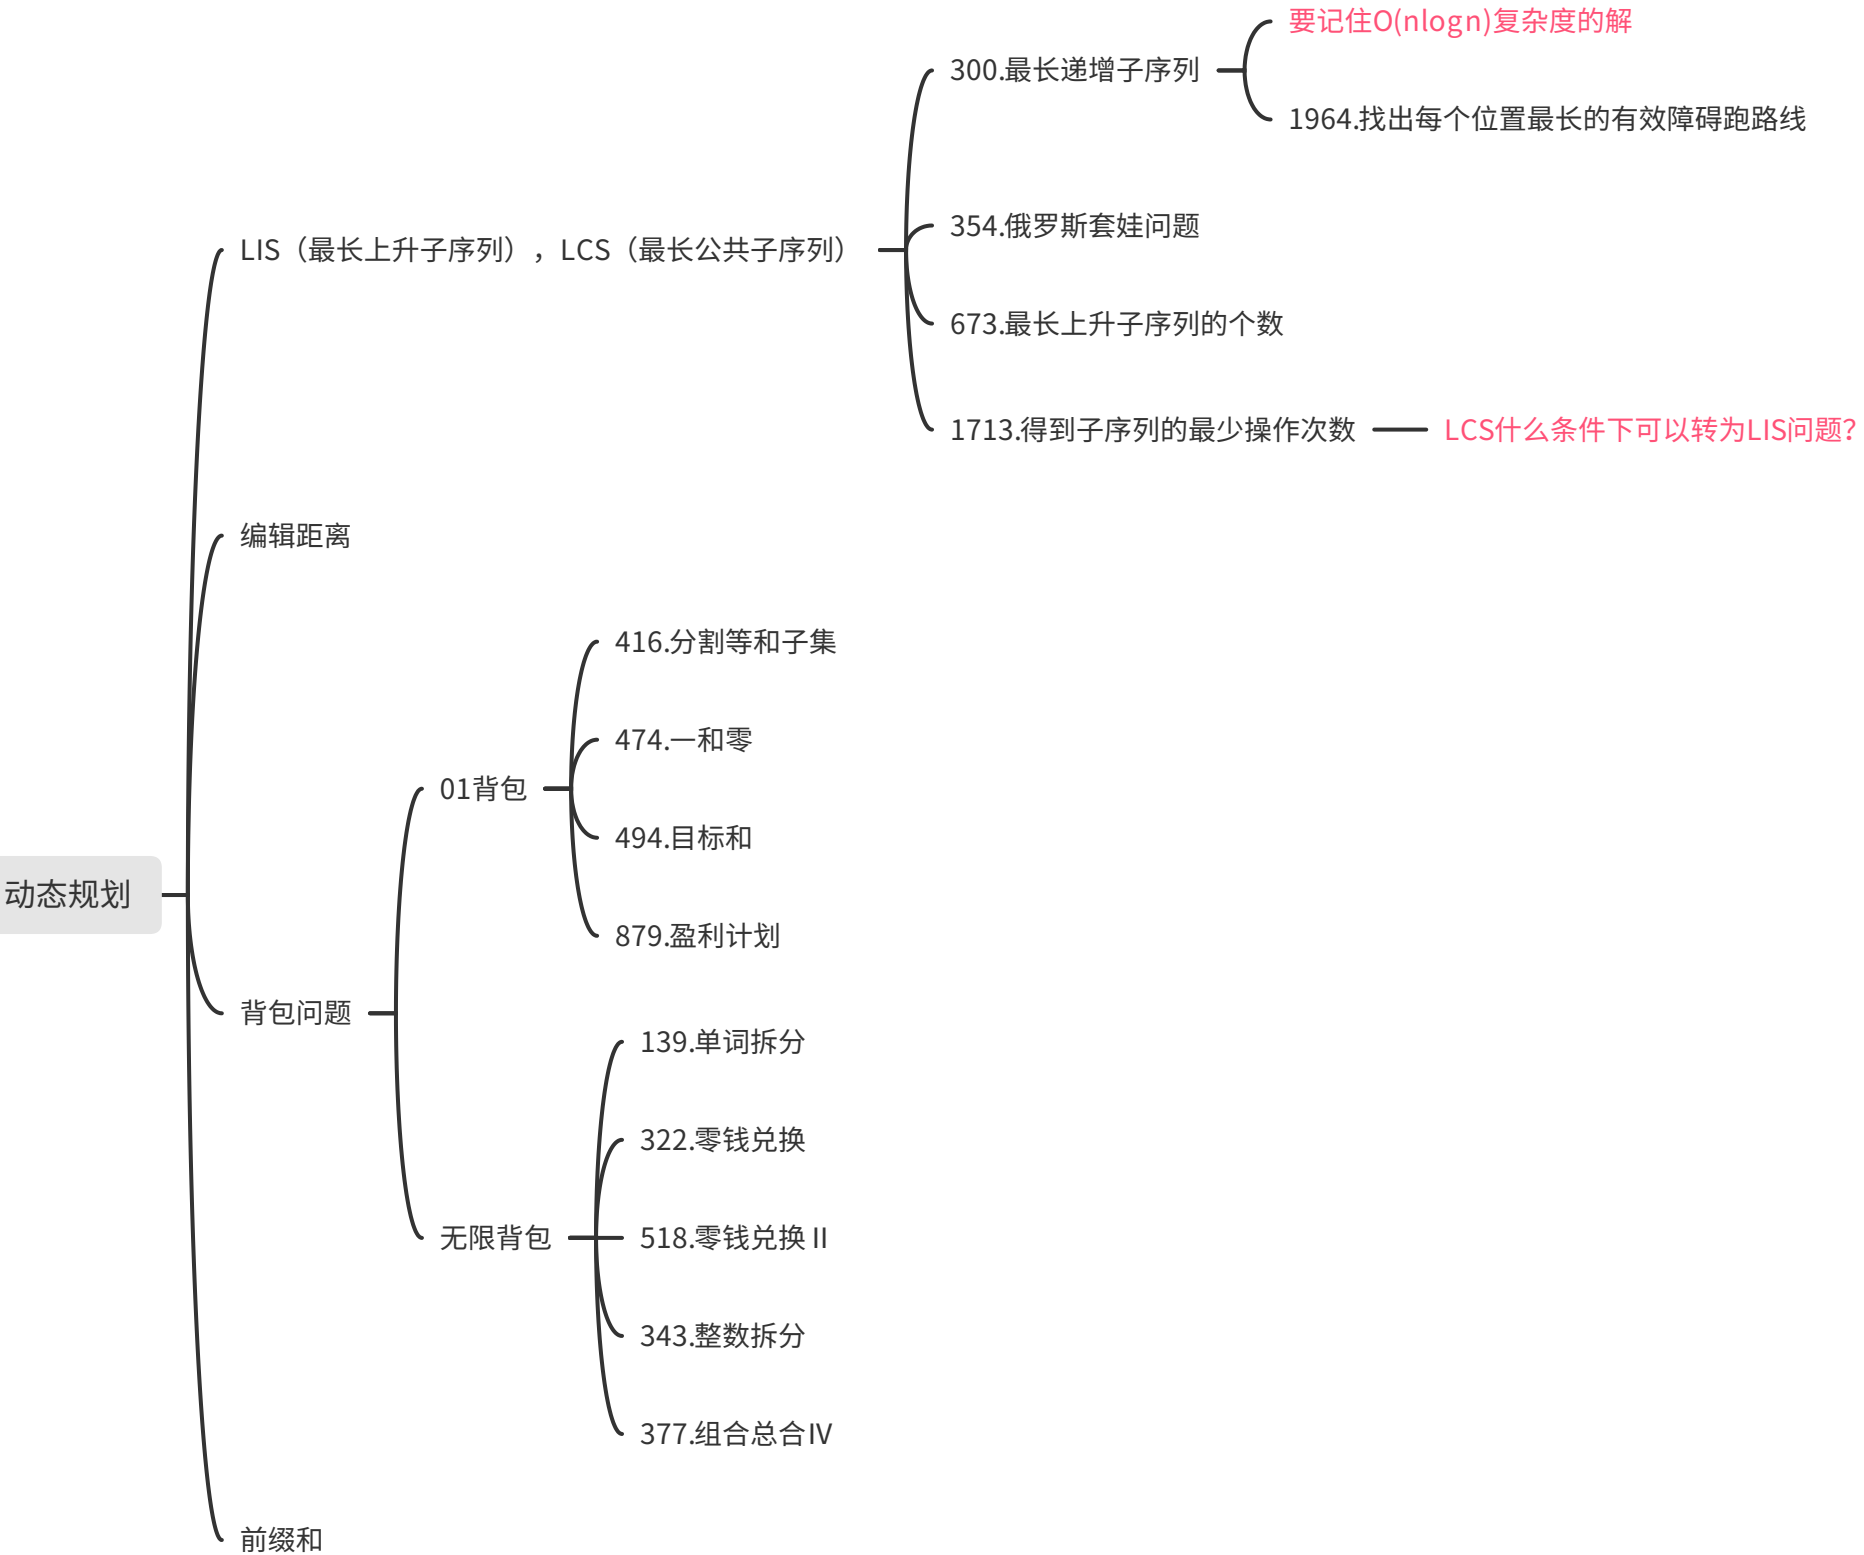 动态规划
LIS（最长上升子序列），LCS（最长公共子序列）
300.最长递增子序列
要记住O(nlogn)复杂度的解
1964.找出每个位置最长的有效障碍跑路线
354.俄罗斯套娃问题
673.最长上升子序列的个数
1713.得到子序列的最少操作次数
LCS什么条件下可以转为LIS问题？
编辑距离
背包问题
01背包
416.分割等和子集
474.一和零
494.目标和
879.盈利计划
无限背包
139.单词拆分
322.零钱兑换
518.零钱兑换Ⅱ
343.整数拆分
377.组合总合Ⅳ
前缀和